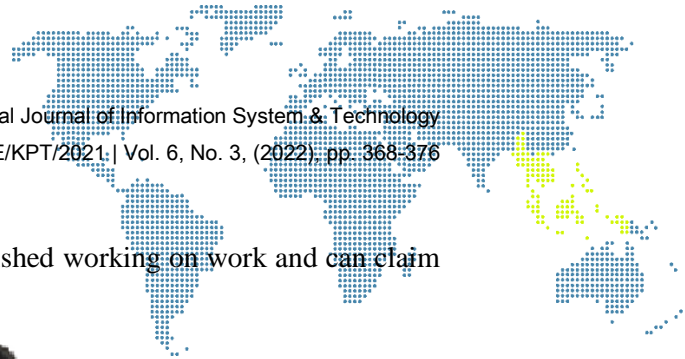 al Journal of Information System & Technology
E/KPT/2021 | Vol. 6, No. 3, (2022), pp. 368-376
shed working on work and can claim